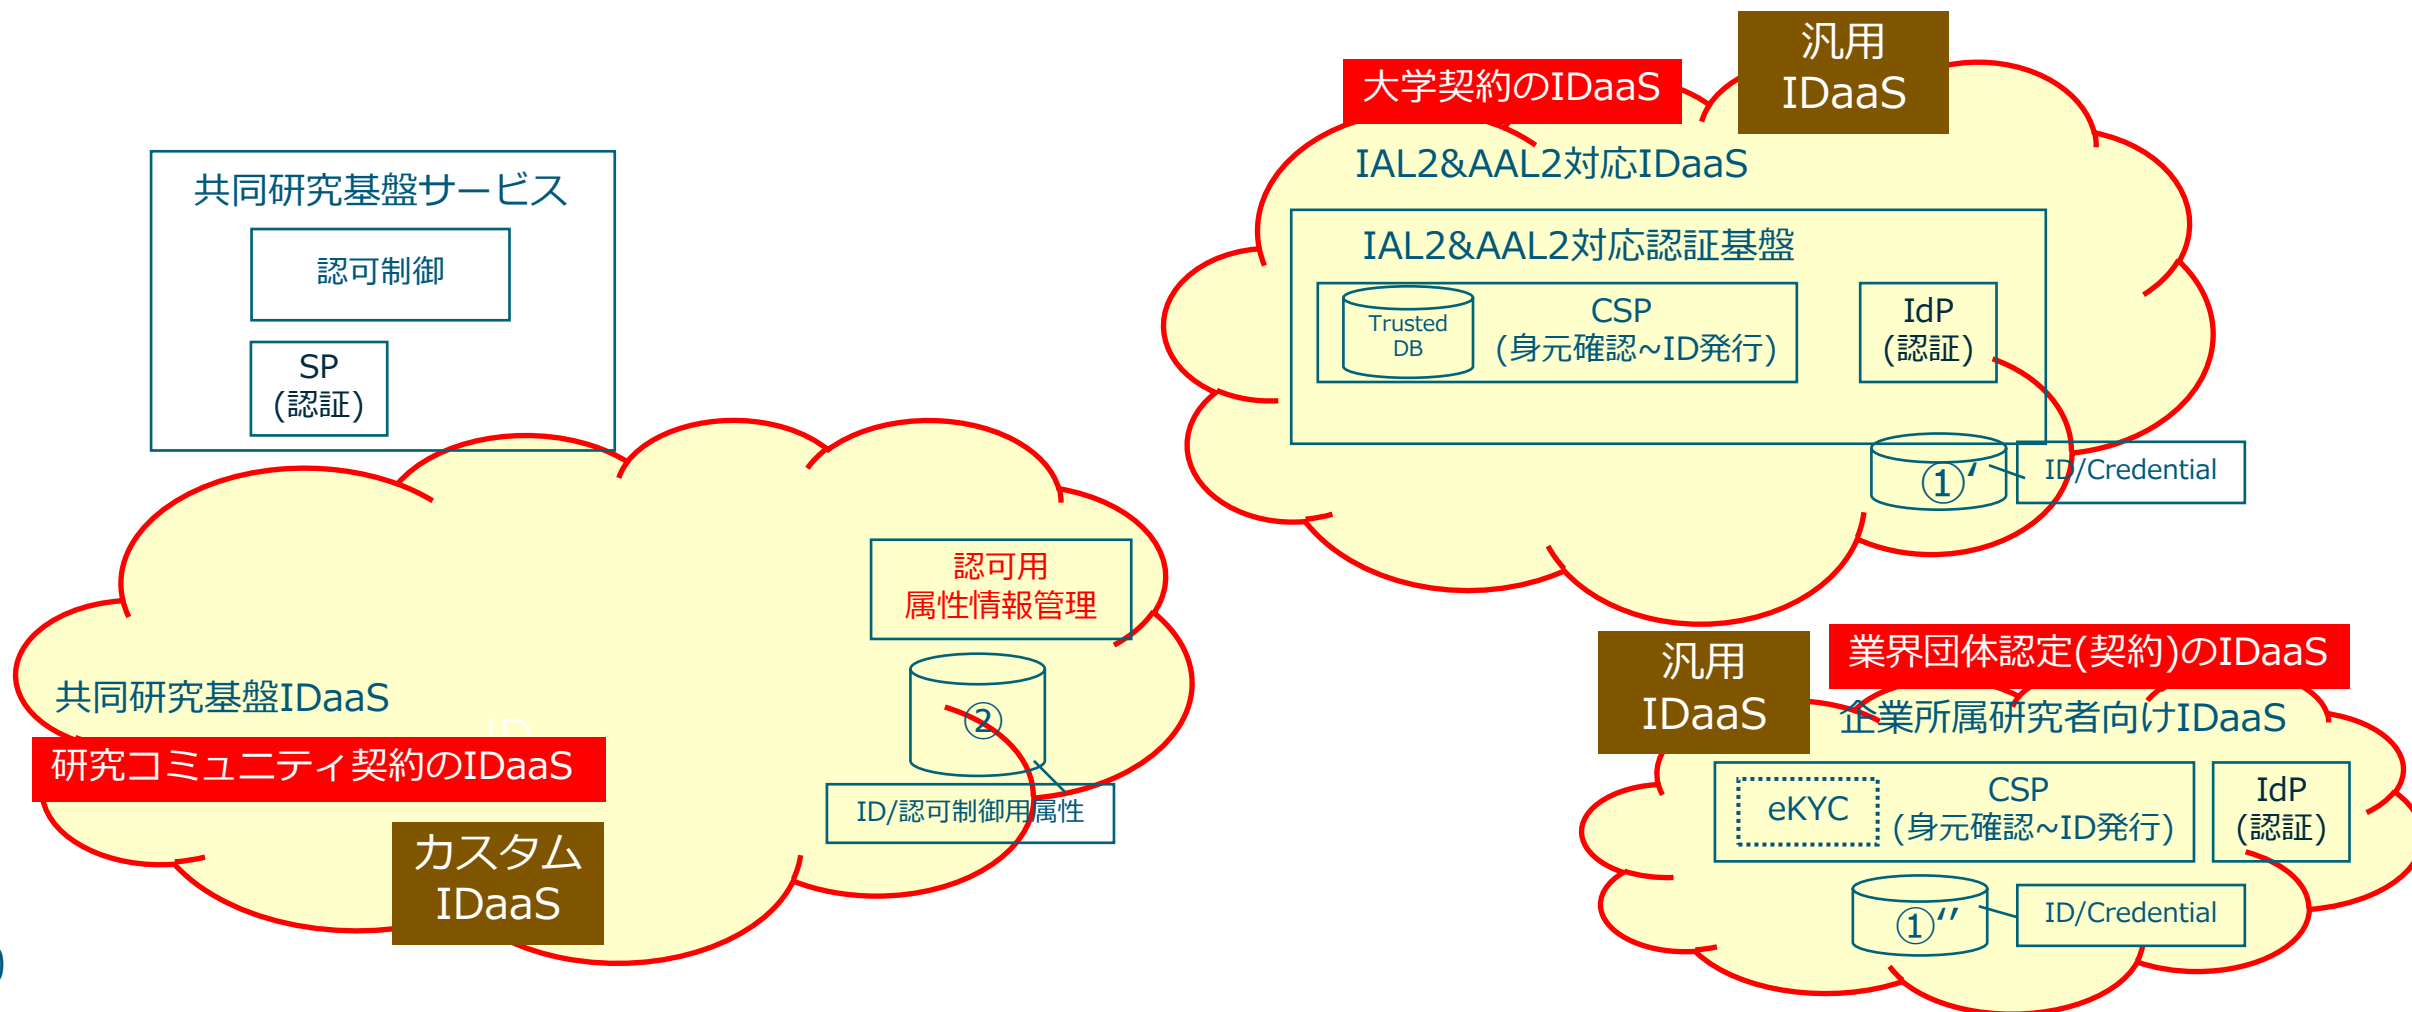 共同研究基盤サービス
認可制御
SP
(認証)
大学契約のIDaaS
汎用
IDaaS
IAL2&AAL2対応IDaaS
IAL2&AAL2対応認証基盤
Trusted
DB
CSP
(身元確認~ID発行)
IdP
(認証)
①′
ID/Credential
認可用
属性情報管理
②
ID/認可制御用属性
共同研究基盤IDaaS
ID
研究コミュニティ契約のIDaaS
カスタム
IDaaS
汎用
IDaaS
業界団体認定(契約)のIDaaS
企業所属研究者向けIDaaS
eKYC
CSP
(身元確認~ID発行)
IdP
(認証)
①′′
ID/Credential